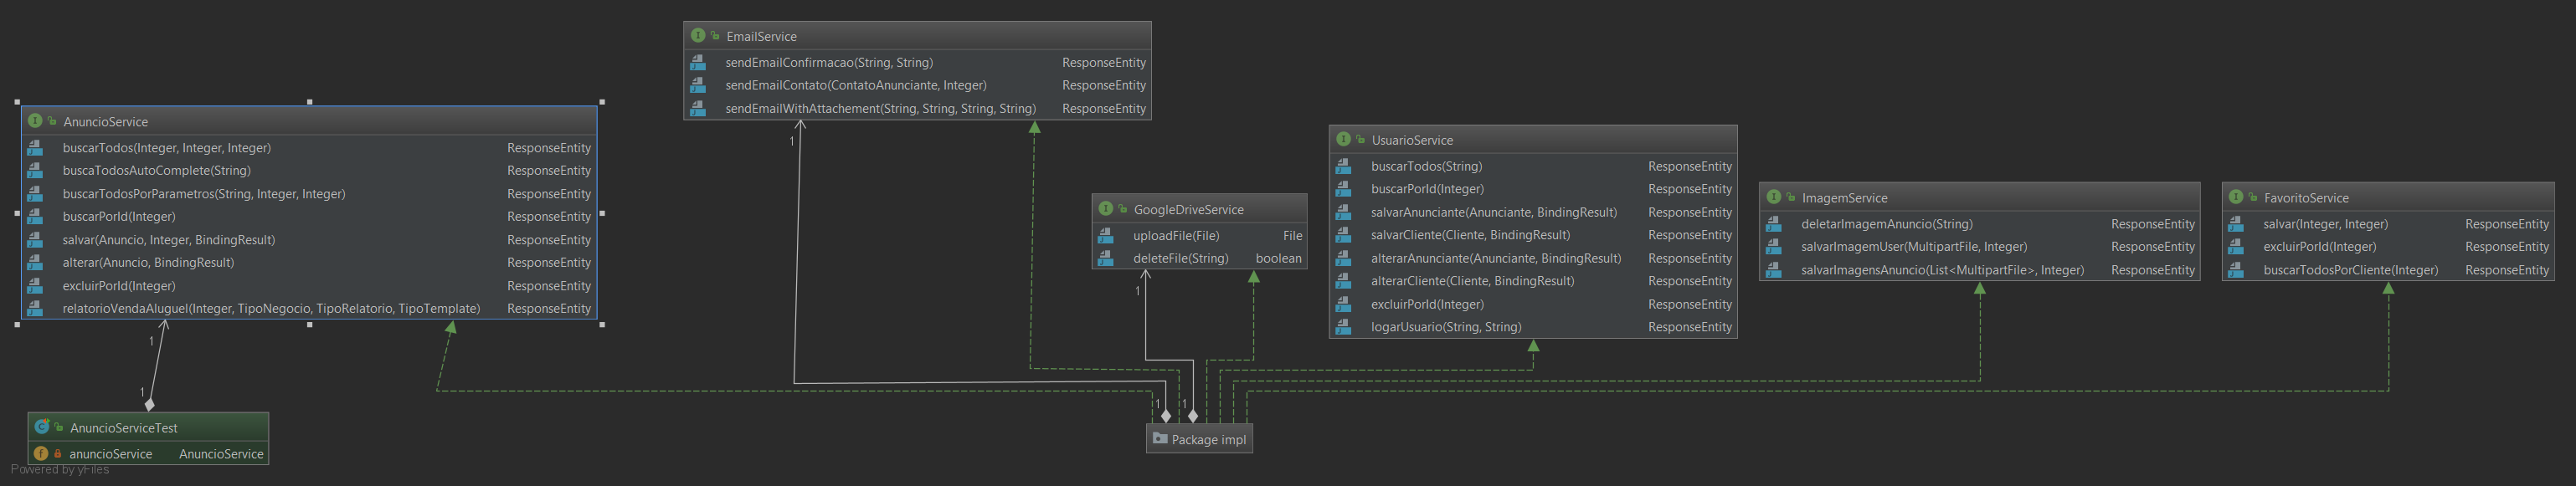 EmailService
sendEmailConfirmacao(String, String) ResponseEntity
sendEmailContato(ContatoAnunciante, Integer) ResponseEntity
sendEmailWithAttachement(String, String, String, String) ResponseEntity
1
AnuncioService
buscarTodos(Integer, Integer, Integer) ResponseEntity
buscaTodosAutoComplete(String) ResponseEntity
buscarTodosPorParametros(String, Integer, Integer) ResponseEntity
buscarPorId(Integer) ResponseEntity
salvar(Anuncio, Integer, BindingResult) ResponseEntity
alterar(Anuncio, BindingResult) ResponseEntity
excluirPorId(Integer) ResponseEntity
relatorioVendaAluguel(Integer, TipoNegocio, TipoRelatorio, TipoTemplate) ResponseEntity
1
GoogleDriveService
uploadFile(File) File
deleteFile(String) boolean
1
UsuarioService
buscarTodos(String) ResponseEntity
buscarPorId(Integer) ResponseEntity
salvarAnunciante(Anunciante, BindingResult) ResponseEntity
salvarCliente(Cliente, BindingResult) ResponseEntity
alterarAnunciante(Anunciante, BindingResult) ResponseEntity
alterarCliente(Cliente, BindingResult) ResponseEntity
excluirPorId(Integer) ResponseEntity
logarUsuario(String, String) ResponseEntity
ImagemService
deletarImagemAnuncio(String) ResponseEntity
salvarImagemUser(MultipartFile, Integer) ResponseEntity
salvarImagensAnuncio(List<MultipartFile>, Integer) ResponseEntity
FavoritoService
salvar(Integer, Integer) ResponseEntity
excluirPorId(Integer) ResponseEntity
buscarTodosPorCliente(Integer) ResponseEntity
1
AnuncioServiceTest
anuncioService AnuncioService
Powered by yFiles
1
1
Package impl